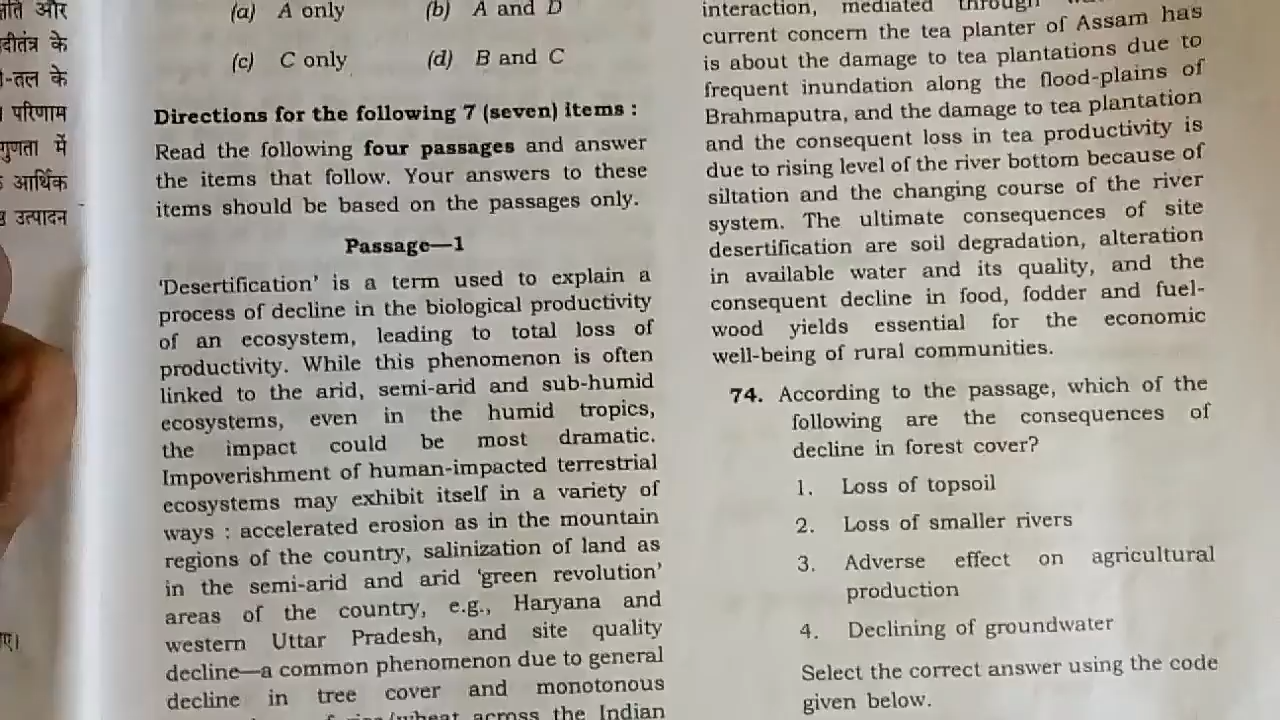 क्षति और
दीतंत्र के
-तल के
परिणाम
गुणता में
आर्थिक
उत्पादन
(a) A only (b) A and D
(c) C only (d) B and C
Directions for the following 7 (seven) items :
Read the following four passages and answer
the items that follow. Your answers to these
items should be based on the passages only.
Passage—1
‘Desertification’ is a term used to explain a
process of decline in the biological productivity
of an ecosystem, leading to total loss of
productivity. While this phenomenon is often
linked to the arid, semi-arid and sub-humid
ecosystems, even in the humid tropics,
the impact could be most dramatic.
Impoverishment of human-impacted terrestrial
ecosystems may exhibit itself in a variety of
ways : accelerated erosion as in the mountain
regions of the country, salinization of land as
in the semi-arid and arid ‘green revolution’
areas of the country, e.g., Haryana and
western Uttar Pradesh, and site quality
decline—a common phenomenon due to general
decline in tree cover and monotonous
across the Indian
interaction, mediated through
current concern the tea planter of Assam has
is about the damage to tea plantations due to
frequent inundation along the flood-plains of
Brahmaputra, and the damage to tea plantation
and the consequent loss in tea productivity is
due to rising level of the river bottom because of
siltation and the changing course of the river
system. The ultimate consequences of site
desertification are soil degradation, alteration
in available water and its quality, and the
consequent decline in food, fodder and fuel-
wood yields essential for the economic
well-being of rural communities.
74. According to the passage, which of the
following are the consequences of
decline in forest cover?
1. Loss of topsoil
2. Loss of smaller rivers
3. Adverse effect on agricultural
production
4. Declining of groundwater
Select the correct answer using the code
given below.